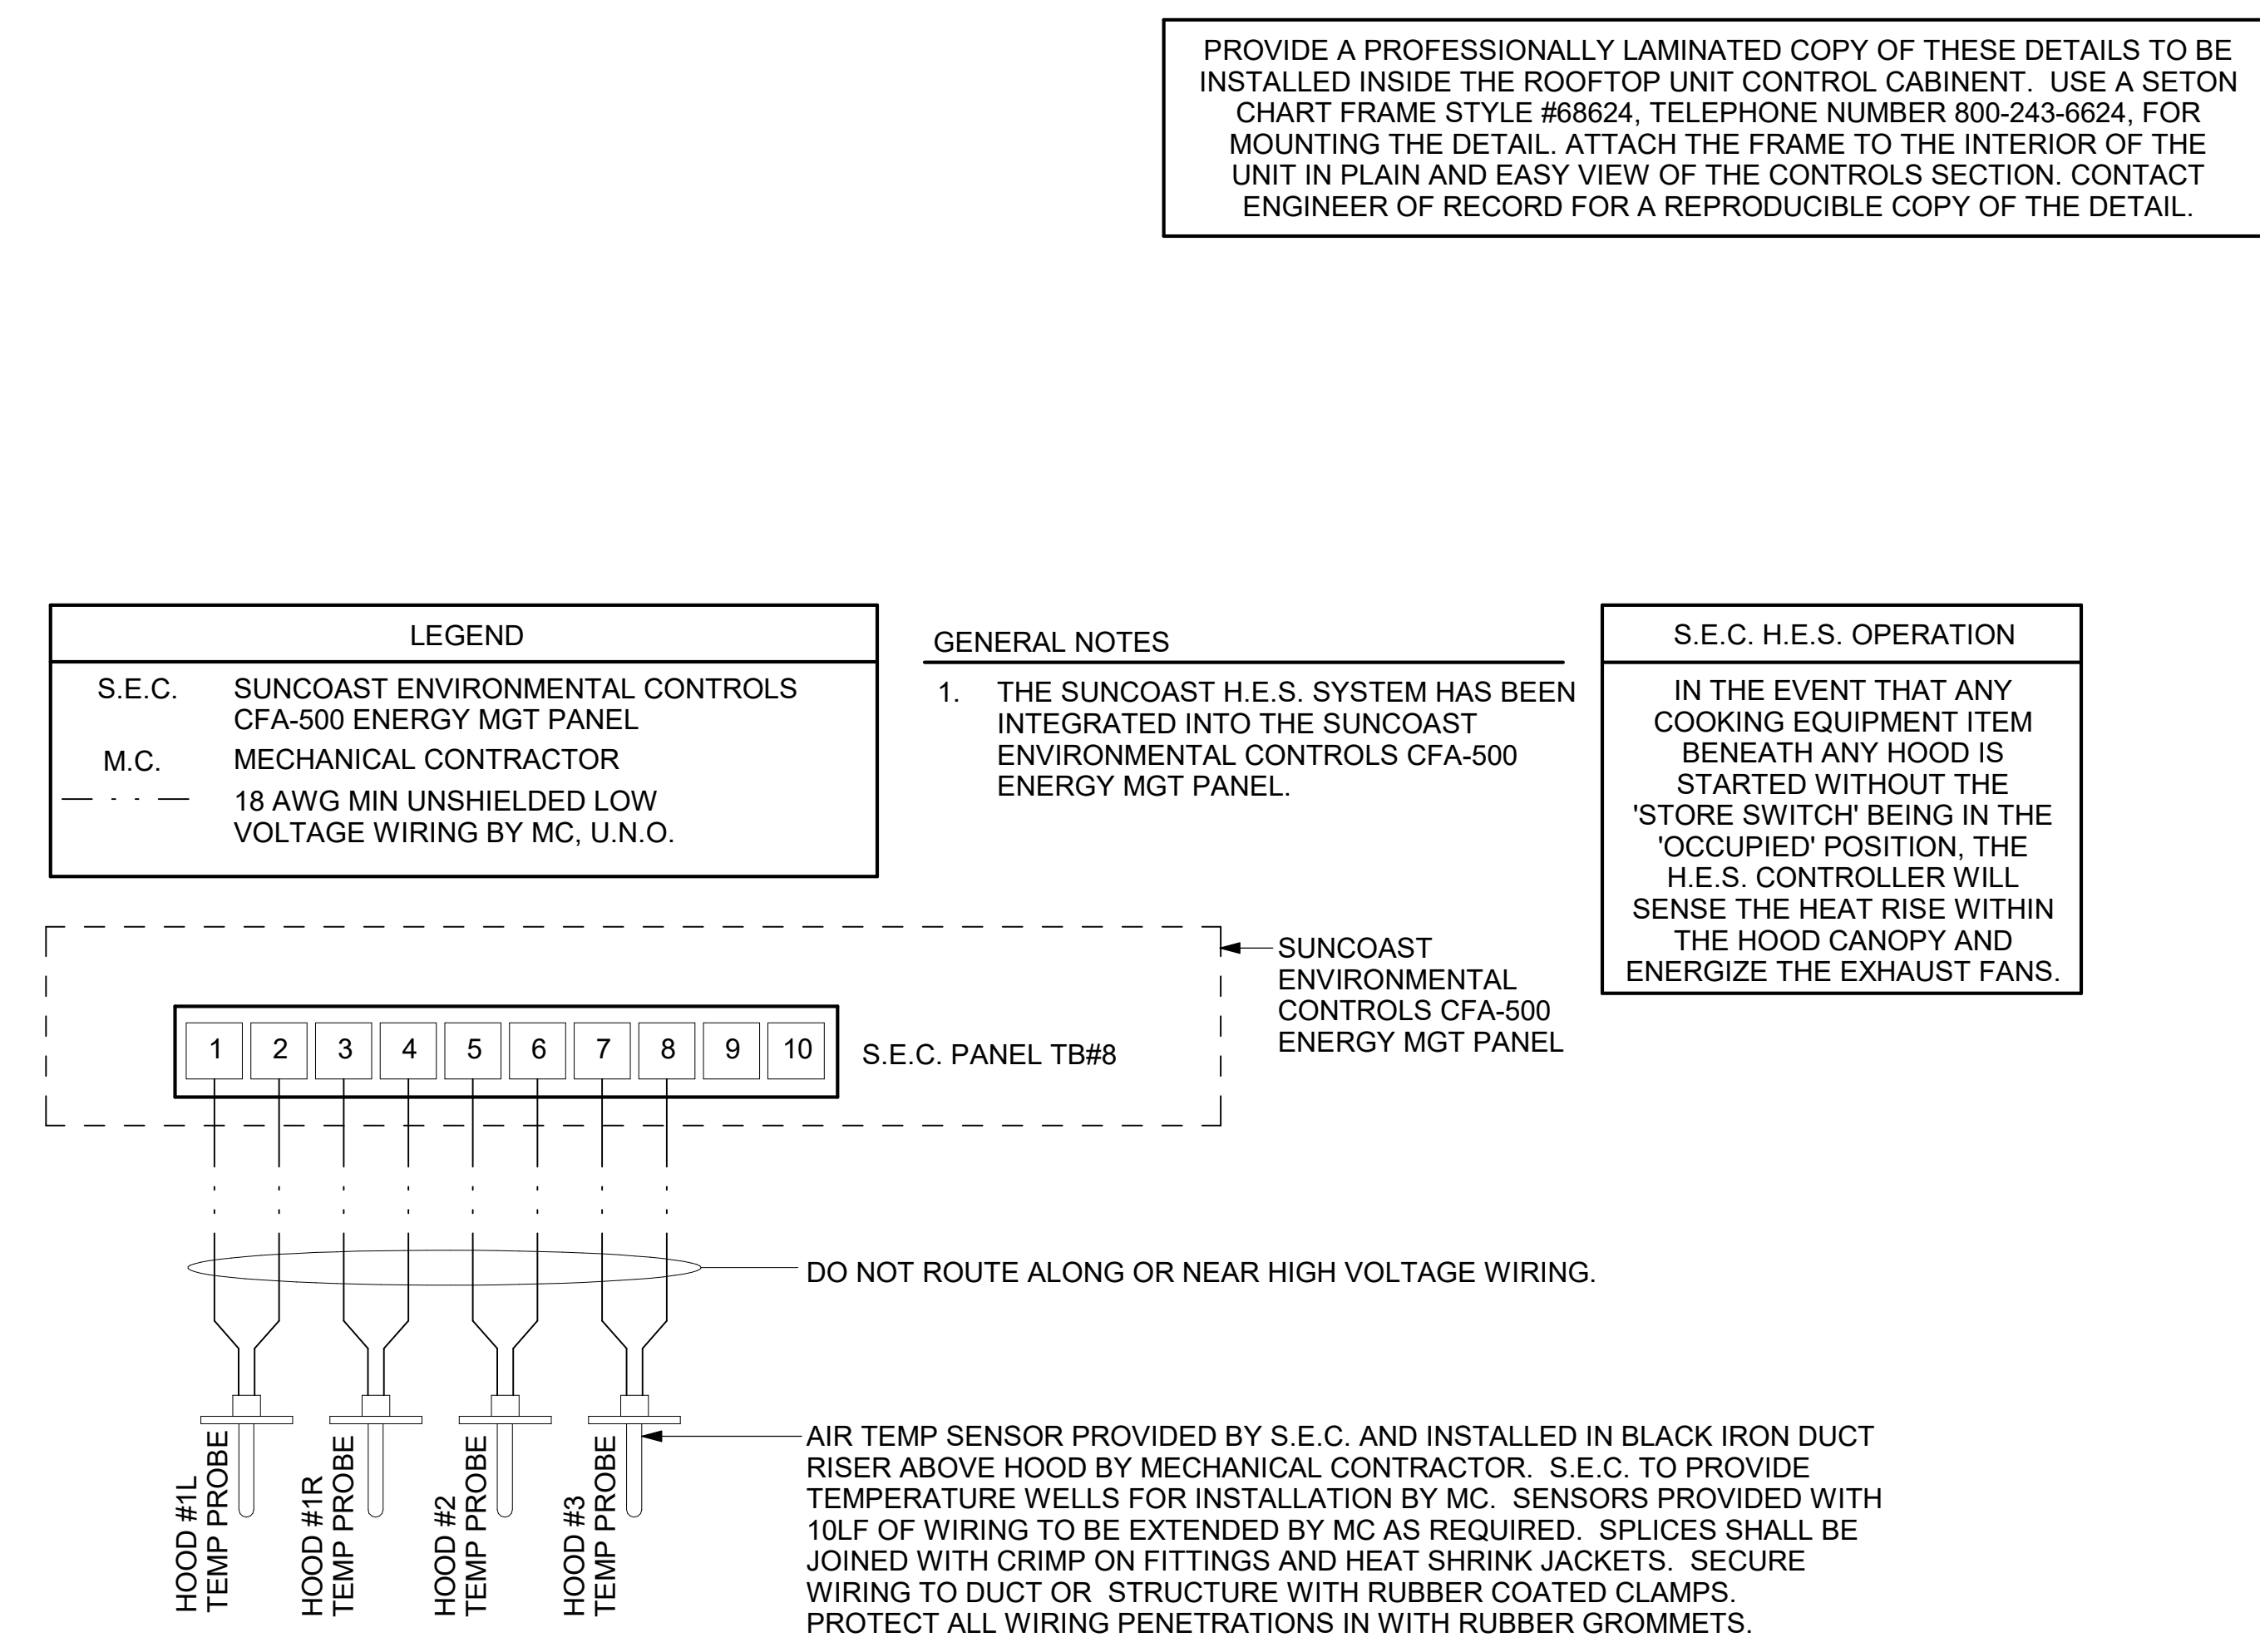 PROVIDE A PROFESSIONALLY LAMINATED COPY OF THESE DETAILS TO BE
INSTALLED INSIDE THE ROOFTOP UNIT CONTROL CABINENT.  USE A SETON
CHART FRAME STYLE #68624, TELEPHONE NUMBER 800-243-6624, FOR
MOUNTING THE DETAIL. ATTACH THE FRAME TO THE INTERIOR OF THE
UNIT IN PLAIN AND EASY VIEW OF THE CONTROLS SECTION. CONTACT
ENGINEER OF RECORD FOR A REPRODUCIBLE COPY OF THE DETAIL.
LEGEND
S.E.C. SUNCOAST ENVIRONMENTAL CONTROLS
CFA-500 ENERGY MGT PANEL
M.C. MECHANICAL CONTRACTOR
18 AWG MIN UNSHIELDED LOW
VOLTAGE WIRING BY MC, U.N.O.
GENERAL NOTES
1. THE SUNCOAST H.E.S. SYSTEM HAS BEEN
INTEGRATED INTO THE SUNCOAST
ENVIRONMENTAL CONTROLS CFA-500
ENERGY MGT PANEL.
S.E.C. H.E.S. OPERATION
IN THE EVENT THAT ANY
COOKING EQUIPMENT ITEM
BENEATH ANY HOOD IS
STARTED WITHOUT THE
'STORE SWITCH' BEING IN THE
'OCCUPIED' POSITION, THE
H.E.S. CONTROLLER WILL
SENSE THE HEAT RISE WITHIN
THE HOOD CANOPY AND
ENERGIZE THE EXHAUST FANS.
SUNCOAST
ENVIRONMENTAL
CONTROLS CFA-500
ENERGY MGT PANEL
1 2 3 4 5 6 7 8 9 10
S.E.C. PANEL TB#8
DO NOT ROUTE ALONG OR NEAR HIGH VOLTAGE WIRING.
HOOD #1L
TEMP PROBE
HOOD #1R
TEMP PROBE
HOOD #2
TEMP PROBE
HOOD #3
TEMP PROBE
AIR TEMP SENSOR PROVIDED BY S.E.C. AND INSTALLED IN BLACK IRON DUCT
RISER ABOVE HOOD BY MECHANICAL CONTRACTOR.  S.E.C. TO PROVIDE
TEMPERATURE WELLS FOR INSTALLATION BY MC.  SENSORS PROVIDED WITH
10LF OF WIRING TO BE EXTENDED BY MC AS REQUIRED.  SPLICES SHALL BE
JOINED WITH CRIMP ON FITTINGS AND HEAT SHRINK JACKETS.  SECURE
WIRING TO DUCT OR  STRUCTURE WITH RUBBER COATED CLAMPS.
PROTECT ALL WIRING PENETRATIONS IN WITH RUBBER GROMMETS.